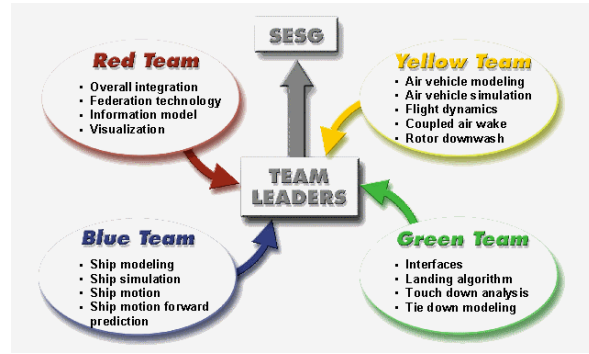 SESG
Red Team
▪ Overall integration
▪ Federation technology
▪ Information model
▪ Visualization
Yellow Team
▪ Air vehicle modeling
▪ Air vehicle simulation
▪ Flight dynamics
▪ Coupled air wake
▪ Rotor downwash
TEAM
LEADERS
Blue Team
▪ Ship modeling
▪ Ship simulation
▪ Ship motion
▪ Ship motion forward
prediction
Green Team
▪ Interfaces
▪ Landing algorithm
▪ Touch down analysis
▪ Tie down modeling